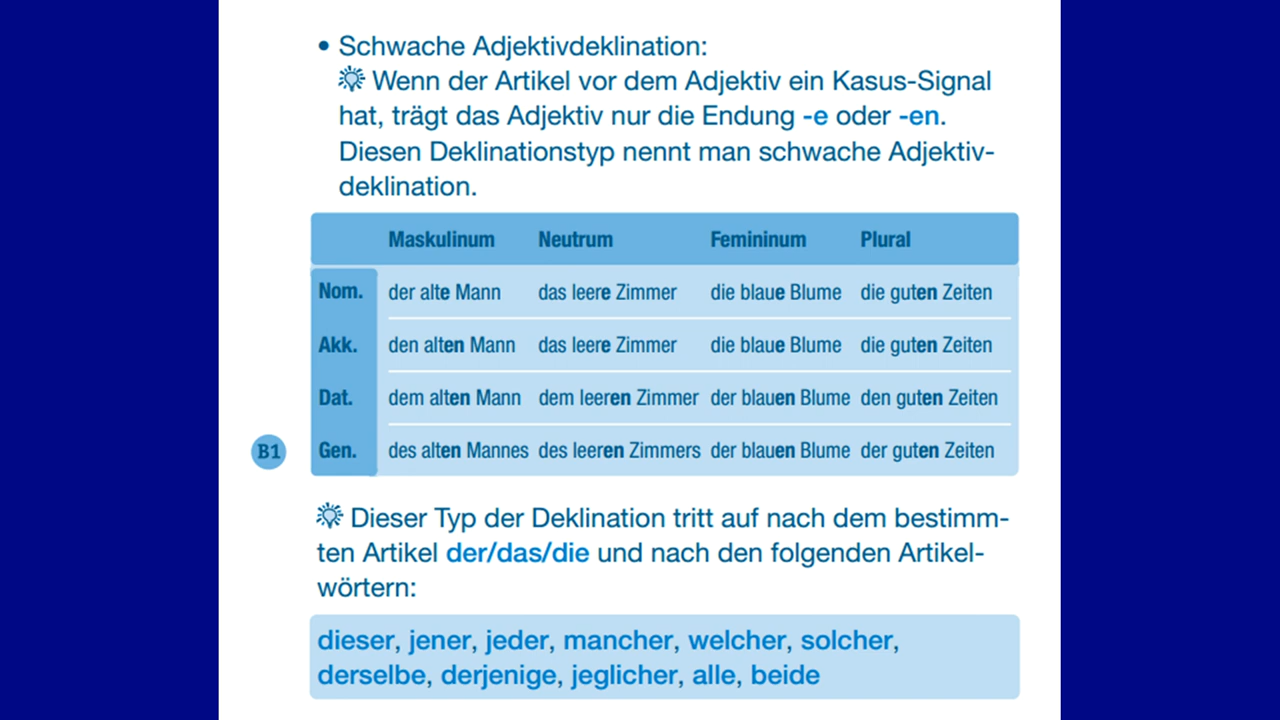 • Schwache Adjektivdeklination:
Wenn der Artikel vor dem Adjektiv ein Kasus-Signal
hat, trägt das Adjektiv nur die Endung -e oder -en.
Diesen Deklinationstyp nennt man schwache Adjektiv-
deklination.
Maskulinum Neutrum Femininum Plural
Nom. der alte Mann das leere Zimmer die blaue Blume die guten Zeiten
Akk. den alten Mann das leere Zimmer die blaue Blume die guten Zeiten
Dat. dem alten Mann dem leeren Zimmer der blauen Blume den guten Zeiten
B1 Gen. des alten Mannes des leeren Zimmers der blauen Blume der guten Zeiten
Dieser Typ der Deklination tritt auf nach dem bestimm-
ten Artikel der/das/die und nach den folgenden Artikel-
wörtern:
dieser, jener, jeder, mancher, welcher, solcher,
derselbe, derjenige, jeglicher, alle, beide